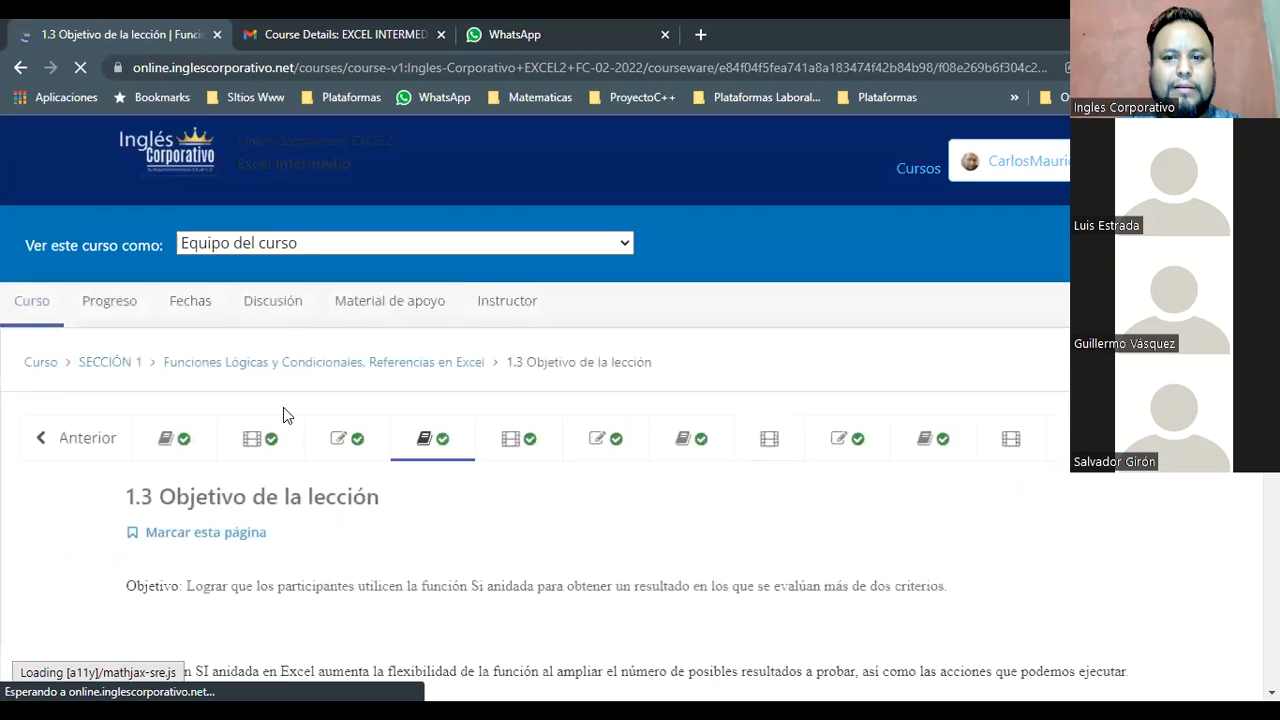 1.3 Objetivo de la lección | Func
Course Details: EXCEL INTERMED
WhatsApp
online.inglescorporativo.net/courses/course-v1:Ingles-Corporativo+EXCEL2+FC-02-2022/courseware/e84f04f5fea741a8a183474f42b84b9b/f08e269b6f304c2...
Aplicaciones
Bookmarks
SItios Www
Plataformas
WhatsApp
Matematicas
ProyectoC++
Plataformas Laboral...
Plataformas
»
Inglés
Corporativo
Excel Intermedio
Cursos
CarlosMauri
Ver este curso como:
Equipo del curso
Curso
Progreso
Fechas
Discusión
Material de apoyo
Instructor
Curso > SECCIÓN 1 > Funciones Lógicas y Condicionales, Referencias en Excel > 1.3 Objetivo de la lección
Anterior
1.3 Objetivo de la lección
Marcar esta página
Objetivo: Lograr que los participantes utilicen la función Si anidada para obtener un resultado en los que se evalúan más de dos criterios.
n SI anidada en Excel aumenta la flexibilidad de la función al ampliar el número de posibles resultados a probar, así como las acciones que podemos ejecutar.
Loading [a11y]/mathjax-sre.js
Esperando a online.inglescorporativo.net...
Ingles Corporativo
Luis Estrada
Guillermo Vásquez
Salvador Girón